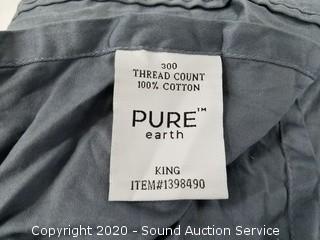 300
THREAD COUNT
100% COTTON
PURE™
earth
KING
ITEM#1398490
Copyright 2020 - Sound Auction Service